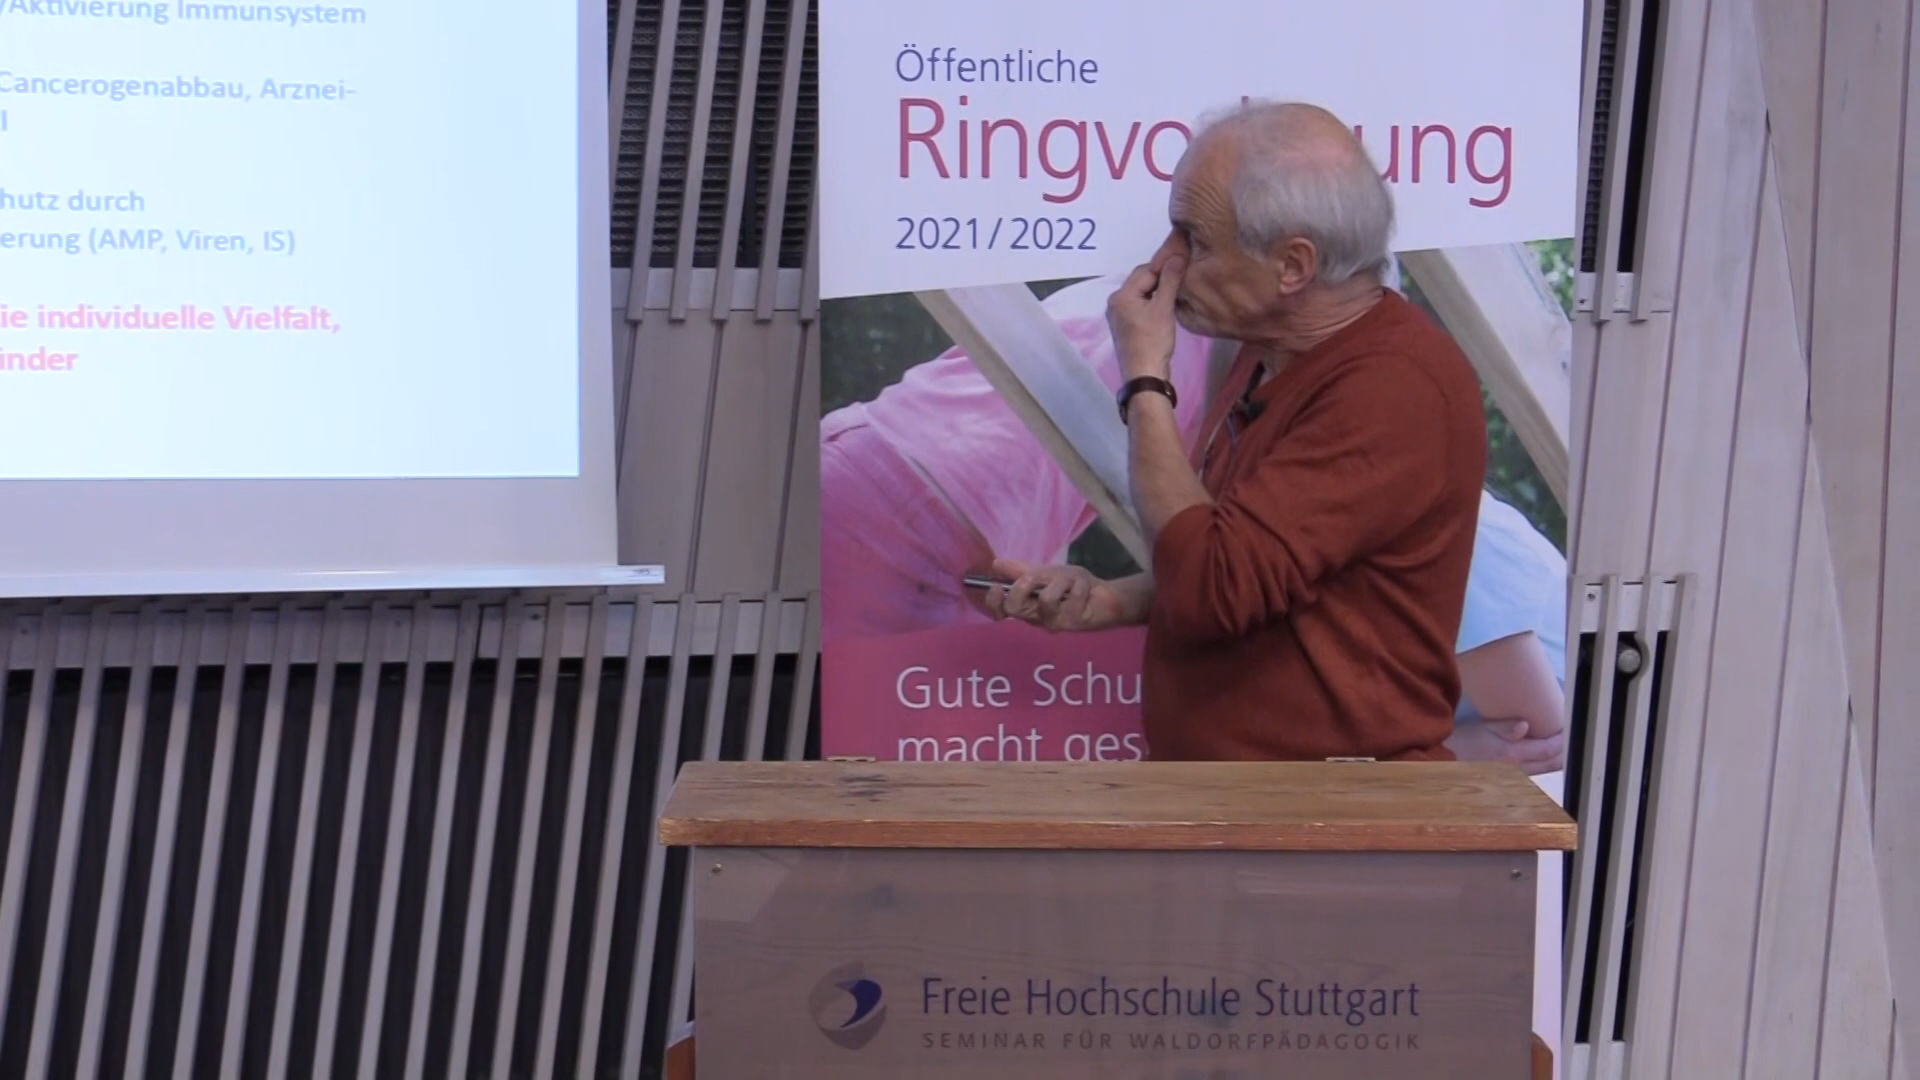 /Aktivierung Immunsystem
Cancerogenabbau, Arznei-
l
hutz durch
erung (AMP, Viren, IS)
ie individuelle Vielfalt,
inder
Öffentliche
Ringvo ung
2021/2022
Gute Schu
macht ges
Freie Hochschule Stuttgart
SEMINAR FÜR WALDORFPÄDAGOGIK